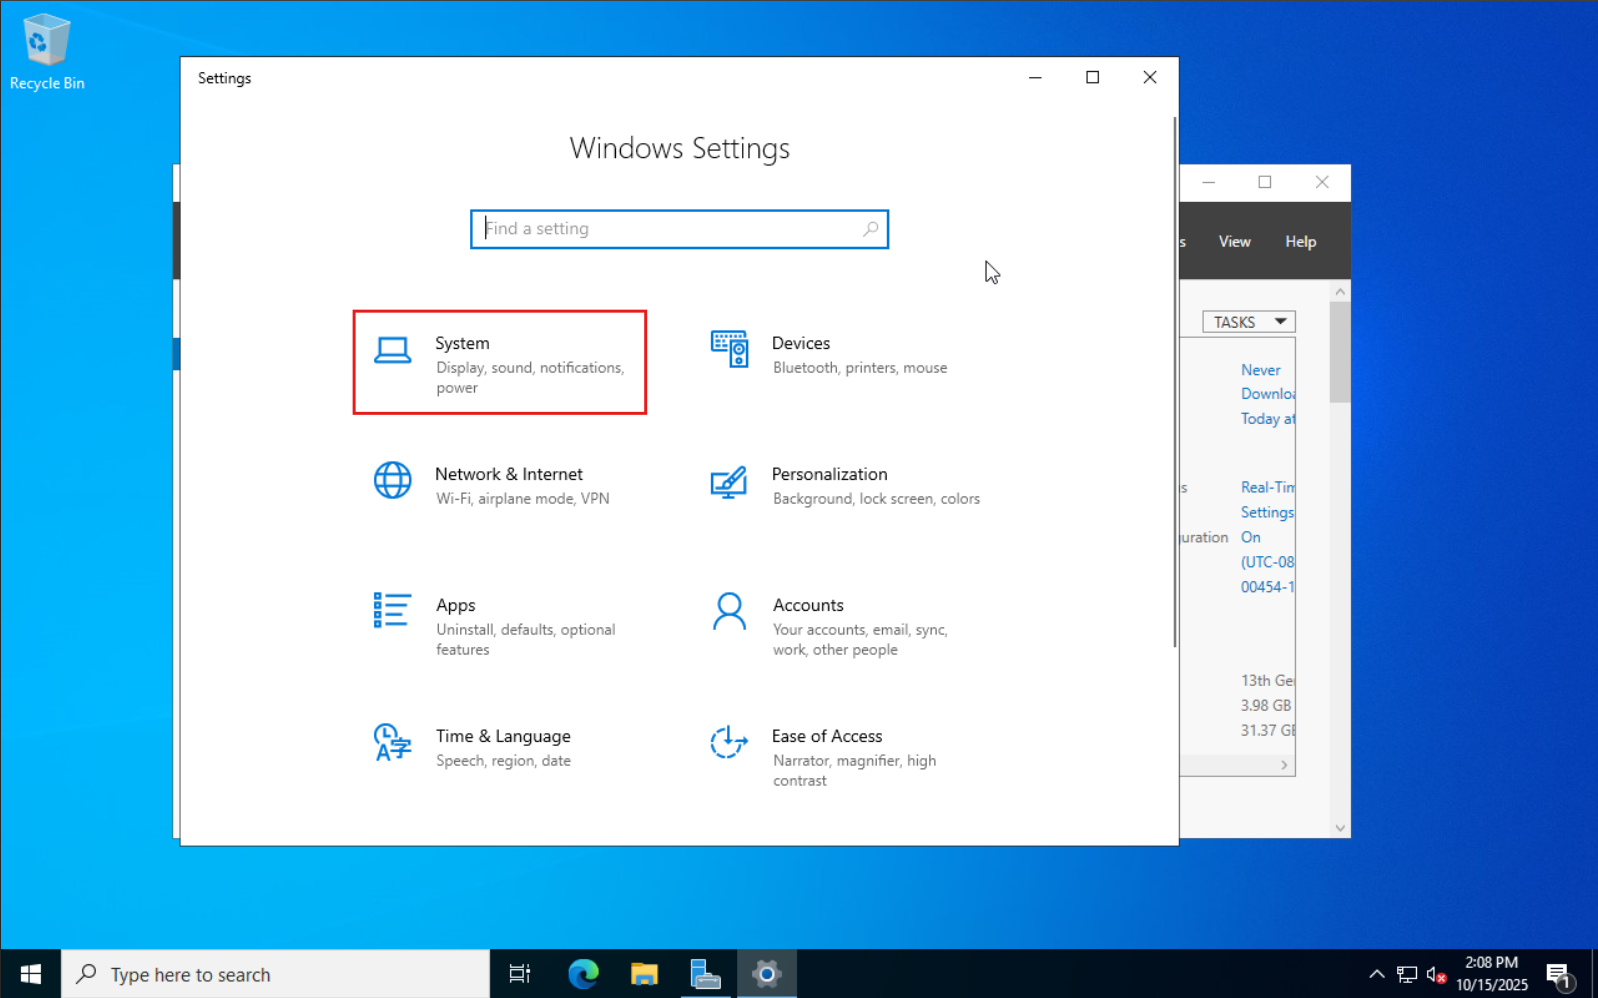 Recycle Bin
Settings
Windows Settings
Find a setting
System
Display, sound, notifications,
power
Devices
Bluetooth, printers, mouse
Network & Internet
Wi-Fi, airplane mode, VPN
Personalization
Background, lock screen, colors
Apps
Uninstall, defaults, optional
features
Accounts
Your accounts, email, sync,
work, other people
Time & Language
Speech, region, date
Ease of Access
Narrator, magnifier, high
contrast
s View Help
TASKS
Never
Downloa
Today at
s Real-Tim
Settings
uration On
(UTC-08
00454-1
13th Ge
3.98 GB
31.37 GB
Type here to search
2:08 PM
10/15/2025
1